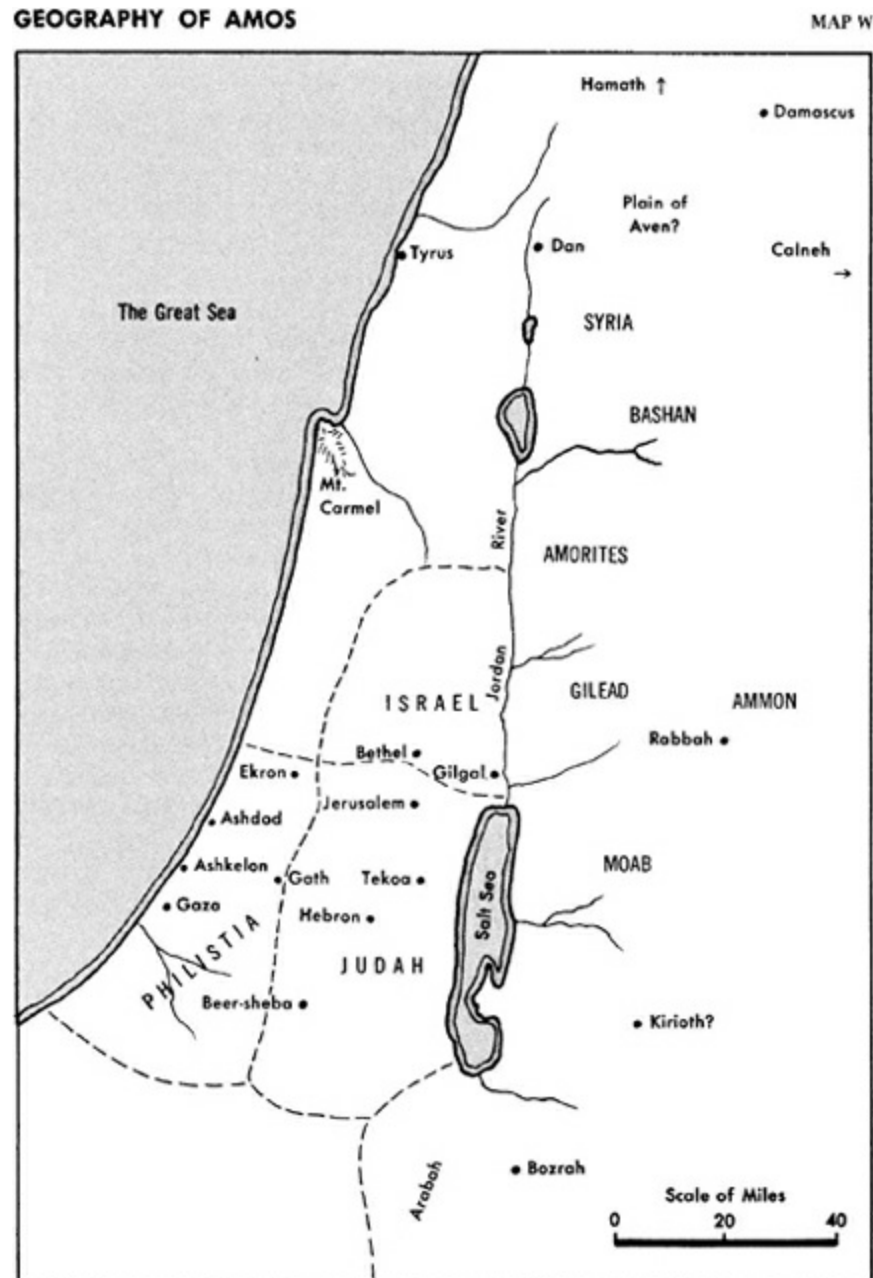 GEOGRAPHY OF AMOS
MAP W
Hamath ↑
Damascus
Plain of
Aven?
Tyrus
Dan
Calneh
→
The Great Sea
SYRIA
BASHAN
Mt.
Carmel
River
AMORITES
Jordan
ISRAEL
GILEAD
AMMON
Bethel
Rabbah
Ekron
Gilgal
Jerusalem
Ashdod
Ashkelon
Gath
Tekoa
MOAB
Salt Sea
Gaza
Hebron
PHILISTIA
JUDAH
Beer-sheba
Kirioth?
Arabah
Bozrah
Scale of Miles
0 20 40